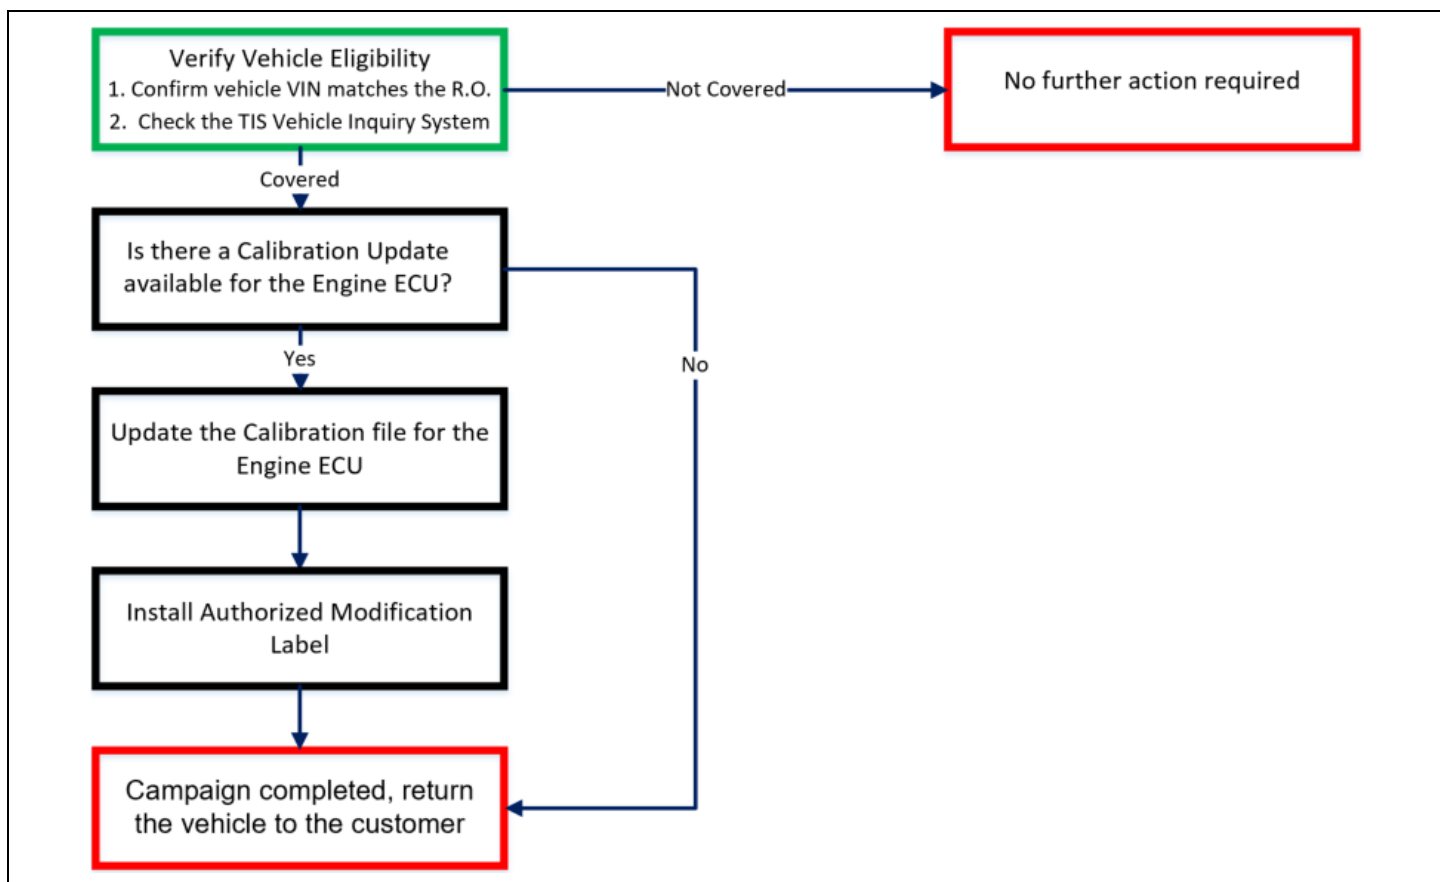 Verify Vehicle Eligibility
1. Confirm vehicle VIN matches the R.O.
2. Check the TIS Vehicle Inquiry System
Not Covered
No further action required
Covered
Is there a Calibration Update
available for the Engine ECU?
Yes
No
Update the Calibration file for the
Engine ECU
Install Authorized Modification
Label
Campaign completed, return
the vehicle to the customer